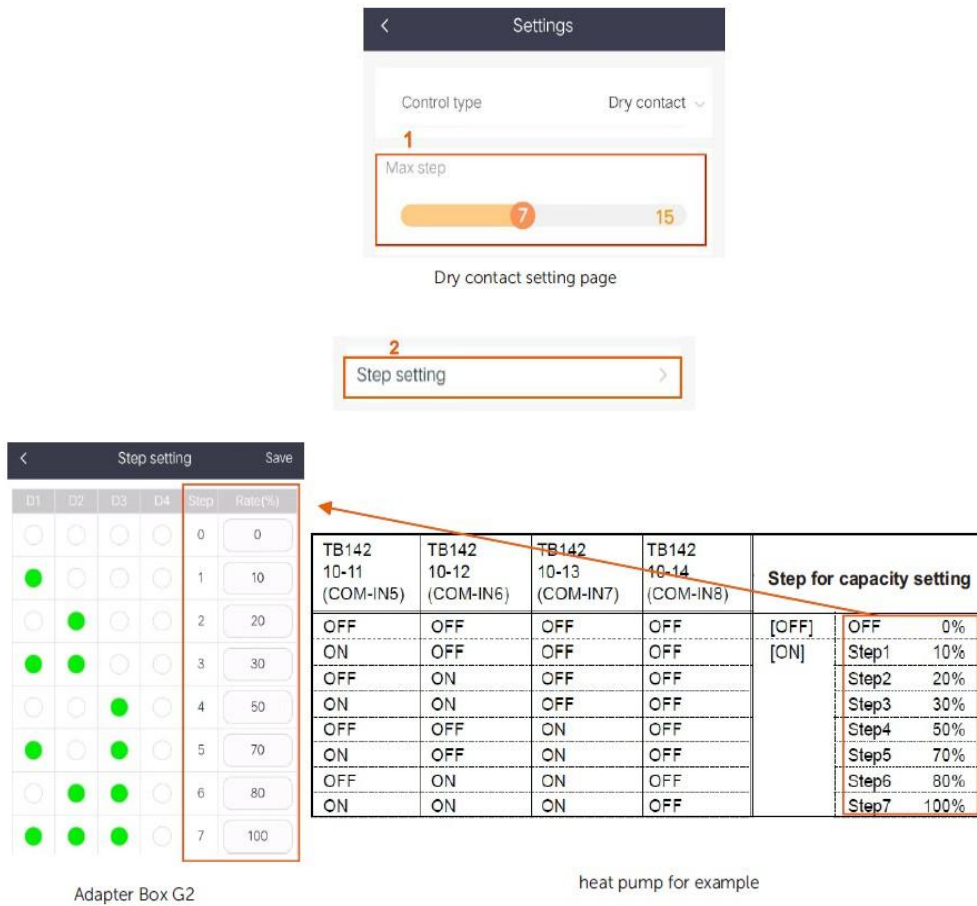 Settings
Control type Dry contact
1
Max step
7 15
Dry contact setting page
2
Step setting
Step setting Save
D1 D2 D3 D4 Step Rate(%)
0 0
1 10
2 20
3 30
4 50
5 70
6 80
7 100
Adapter Box G2
TB142 TB142 TB142 TB142
10-11 10-12 10-13 10-14 Step for capacity setting
(COM-IN5) (COM-IN6) (COM-IN7) (COM-IN8)
OFF OFF OFF OFF [OFF] OFF 0%
ON OFF OFF OFF [ON] Step1 10%
OFF ON OFF OFF Step2 20%
ON ON OFF OFF Step3 30%
OFF OFF ON OFF Step4 50%
ON OFF ON OFF Step5 70%
OFF ON ON OFF Step6 80%
ON ON ON OFF Step7 100%
heat pump for example